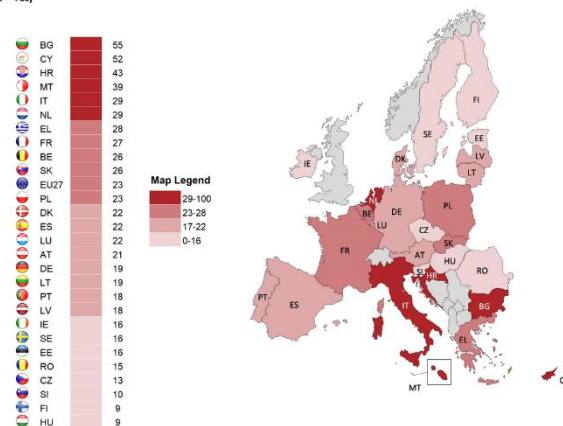 BG 55
CY 52
HR 43
MT 39
IT 29
NL 29
EL 28
FR 27
BE 26
SK 26
EU27 23
PL 23
DK 22
ES 22
LU 22
AT 21
DE 19
LT 19
PT 18
LV 18
IE 16
SE 16
EE 16
RO 15
CZ 13
SI 10
FI 9
HU 9
Map Legend
29-100
23-28
17-22
0-16
FI
SE
EE
LV
LT
DK
IE
NL
BE
LU
DE
PL
CZ
SK
AT
HU
SI
HR
RO
FR
IT
BG
PT
ES
EL
MT